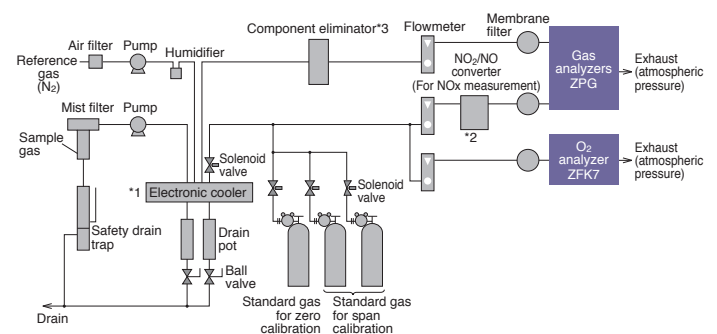 Component eliminator*3
Flowmeter
Membrane
filter
Air filter
Pump
Humidifier
Reference
gas
(N2)
NO2/NO
converter
(For NOx measurement)
*2
Gas
analyzers
ZPG
Exhaust
(atmospheric
pressure)
Mist filter
Pump
Sample
gas
Solenoid
valve
O2
analyzer
ZFK7
Exhaust
(atmospheric
pressure)
*1
Electronic cooler
Solenoid
valve
Safety drain
trap
Drain
pot
Ball
valve
Drain
Standard gas
for zero
calibration
Standard gas
for span
calibration